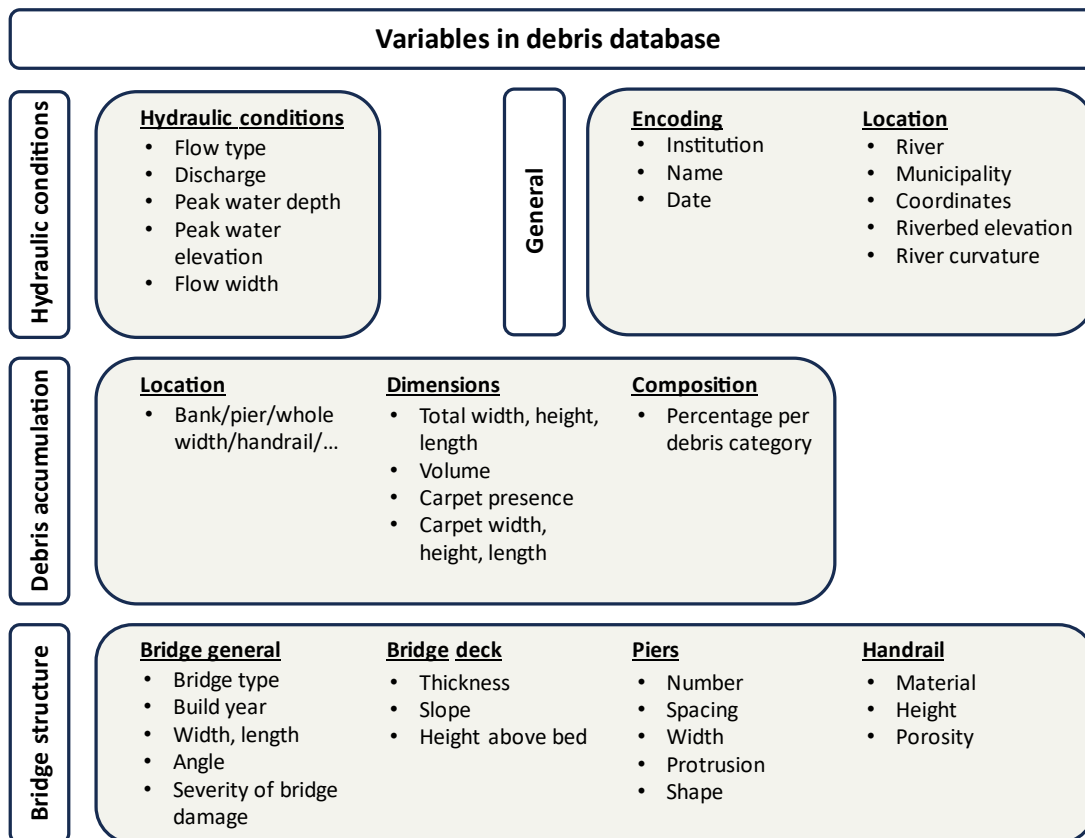 Variables in debris database
Hydraulic conditions
Hydraulic conditions
• Flow type
• Discharge
• Peak water depth
• Peak water
elevation
• Flow width
General
Encoding
• Institution
• Name
• Date
Location
• River
• Municipality
• Coordinates
• Riverbed elevation
• River curvature
Debris accumulation
Location
• Bank/pier/whole
width/handrail/...
Dimensions
• Total width, height,
length
• Volume
• Carpet presence
• Carpet width,
height, length
Composition
• Percentage per
debris category
Bridge structure
Bridge general
• Bridge type
• Build year
• Width, length
• Angle
• Severity of bridge
damage
Bridge deck
• Thickness
• Slope
• Height above bed
Piers
• Number
• Spacing
• Width
• Protrusion
• Shape
Handrail
• Material
• Height
• Porosity